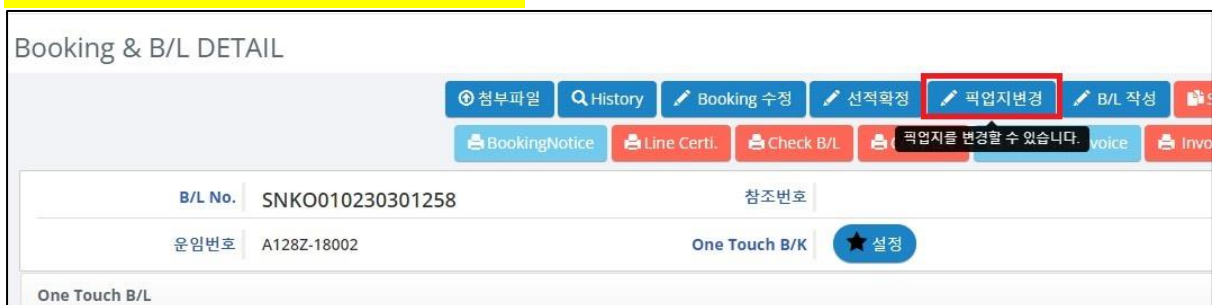 Booking & B/L DETAIL
첨부파일 History Booking 수정 선적확정 픽업지변경 B/L 작성
BookingNotice Line Certi. Check B/L 픽업지를 변경할 수 있습니다.
B/L No. SNKO010230301258 참조번호
운임번호 A128Z-18002 One Touch B/K 설정
One Touch B/L